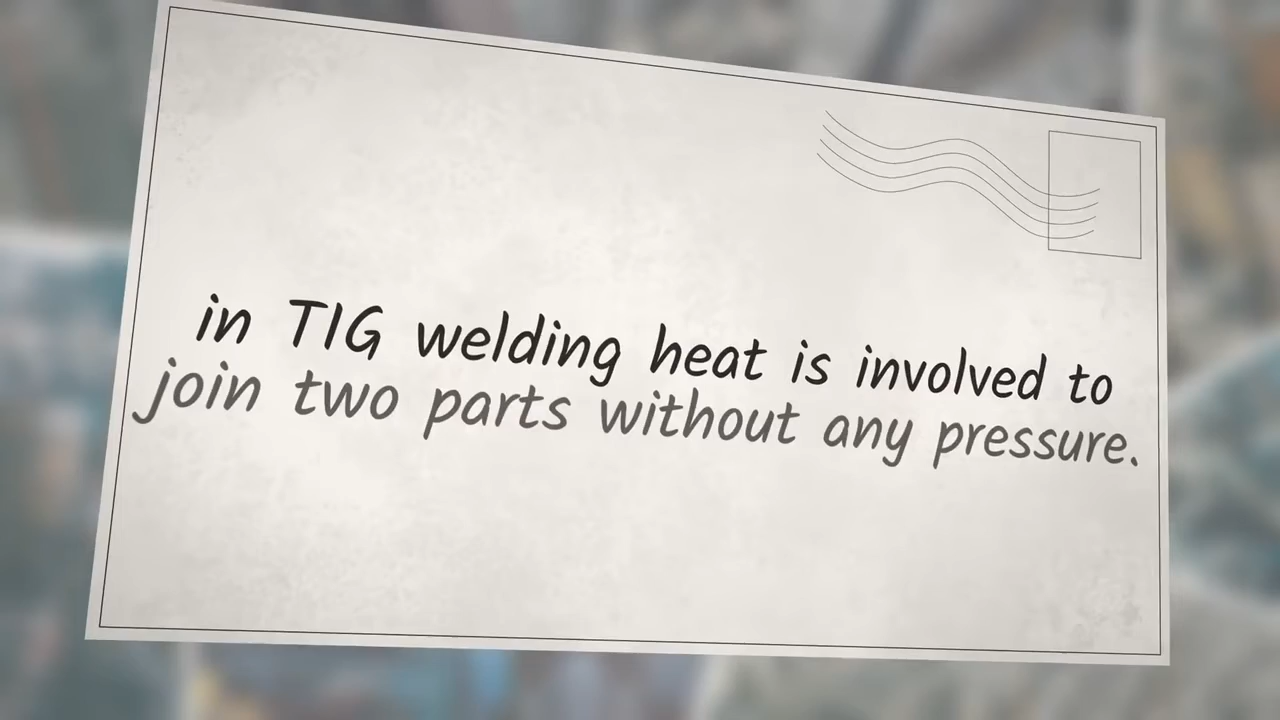 in TIG welding heat is involved to
join two parts without any pressure.